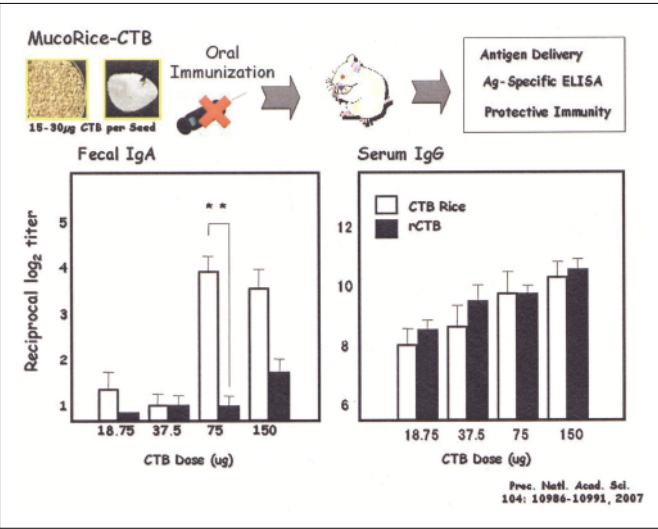 MucoRice-CTB
Oral
Immunization
15-30µg CTB per Seed
Antigen Delivery
Ag-Specific ELISA
Protective Immunity
Fecal IgA
Serum IgG
Reciprocal log2 titer
5
4
3
2
1
* *
18.75 37.5 75 150
CTB Dose (ug)
CTB Rice
rCTB
12
10
8
6
18.75 37.5 75 150
CTB Dose (ug)
Proc. Natl. Acad. Sci.
104: 10986-10991, 2007